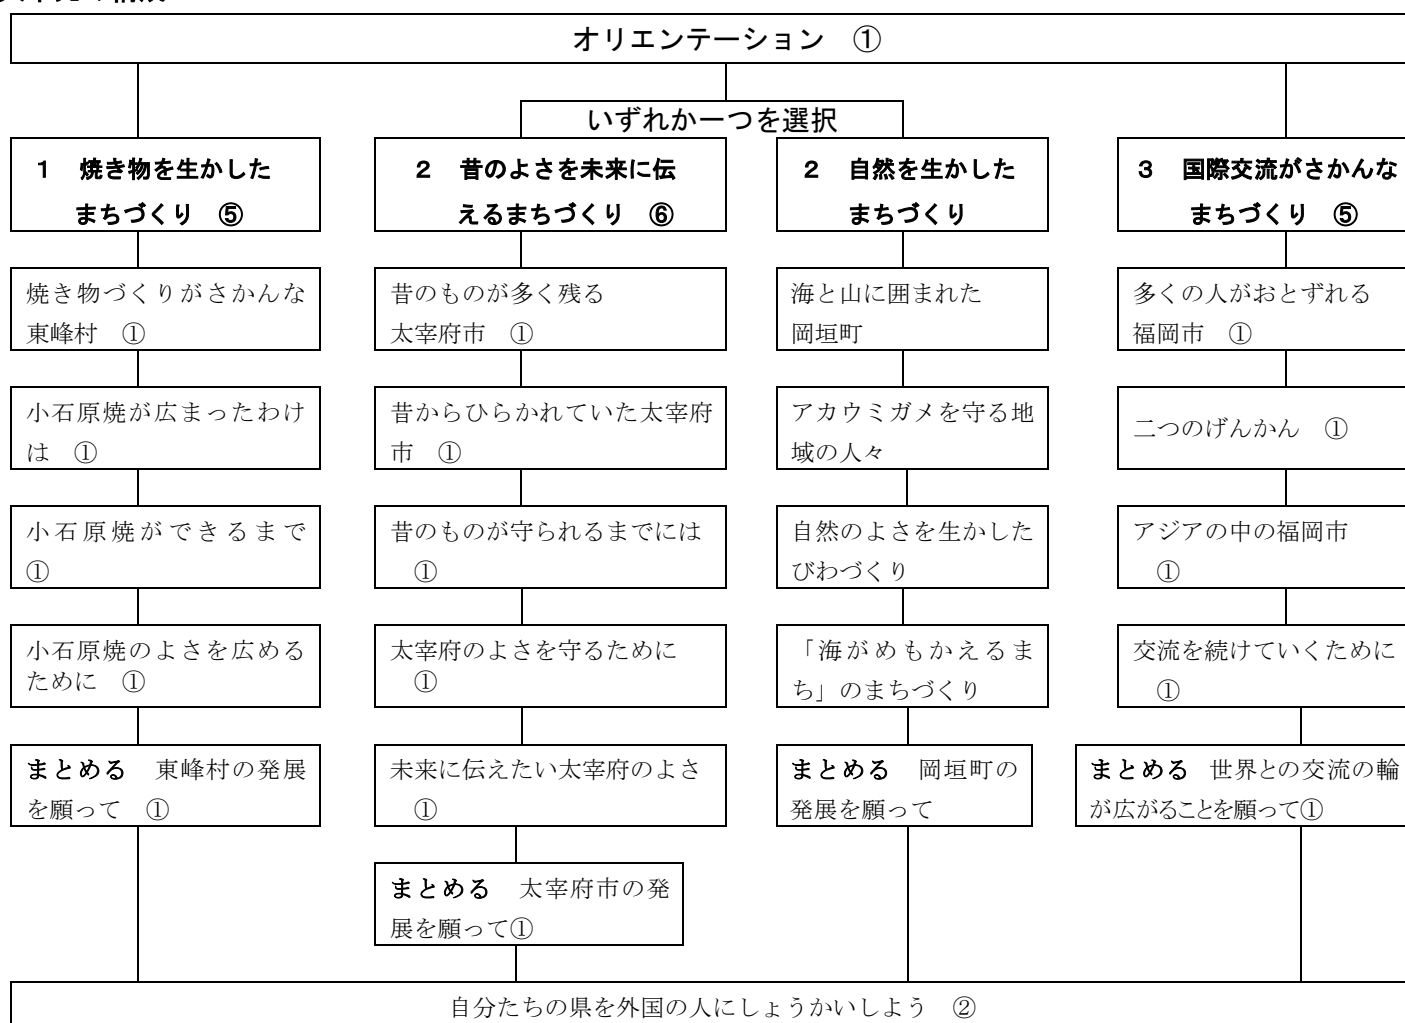 オリエンテーション ①
いずれか一つを選択
1 焼き物を生かした
まちづくり ⑤
焼き物づくりがさかんな
東峰村 ①
小石原焼が広まったわけ
は ①
小石原焼ができるまで
①
小石原焼のよさを広める
ために ①
まとめる 東峰村の発展
を願って ①
2 昔のよさを未来に伝
えるまちづくり ⑥
昔のものが多く残る
太宰府市 ①
昔からひらかれていた太宰府
市 ①
昔のものが守られるまでには
①
太宰府のよさを守るために
①
未来に伝えたい太宰府のよさ
①
まとめる 太宰府市の発
展を願って①
2 自然を生かした
まちづくり
海と山に囲まれた
岡垣町
アカウミガメを守る地
域の人々
自然のよさを生かした
びわづくり
「海がめもかえるま
ち」のまちづくり
まとめる 岡垣町の
発展を願って
3 国際交流がさかんな
まちづくり ⑤
多くの人がおとずれる
福岡市 ①
二つのげんかん ①
アジアの中の福岡市
①
交流を続けていくために
①
まとめる 世界との交流の輪
が広がることを願って①
自分たちの県を外国の人にしょうかいしよう ②